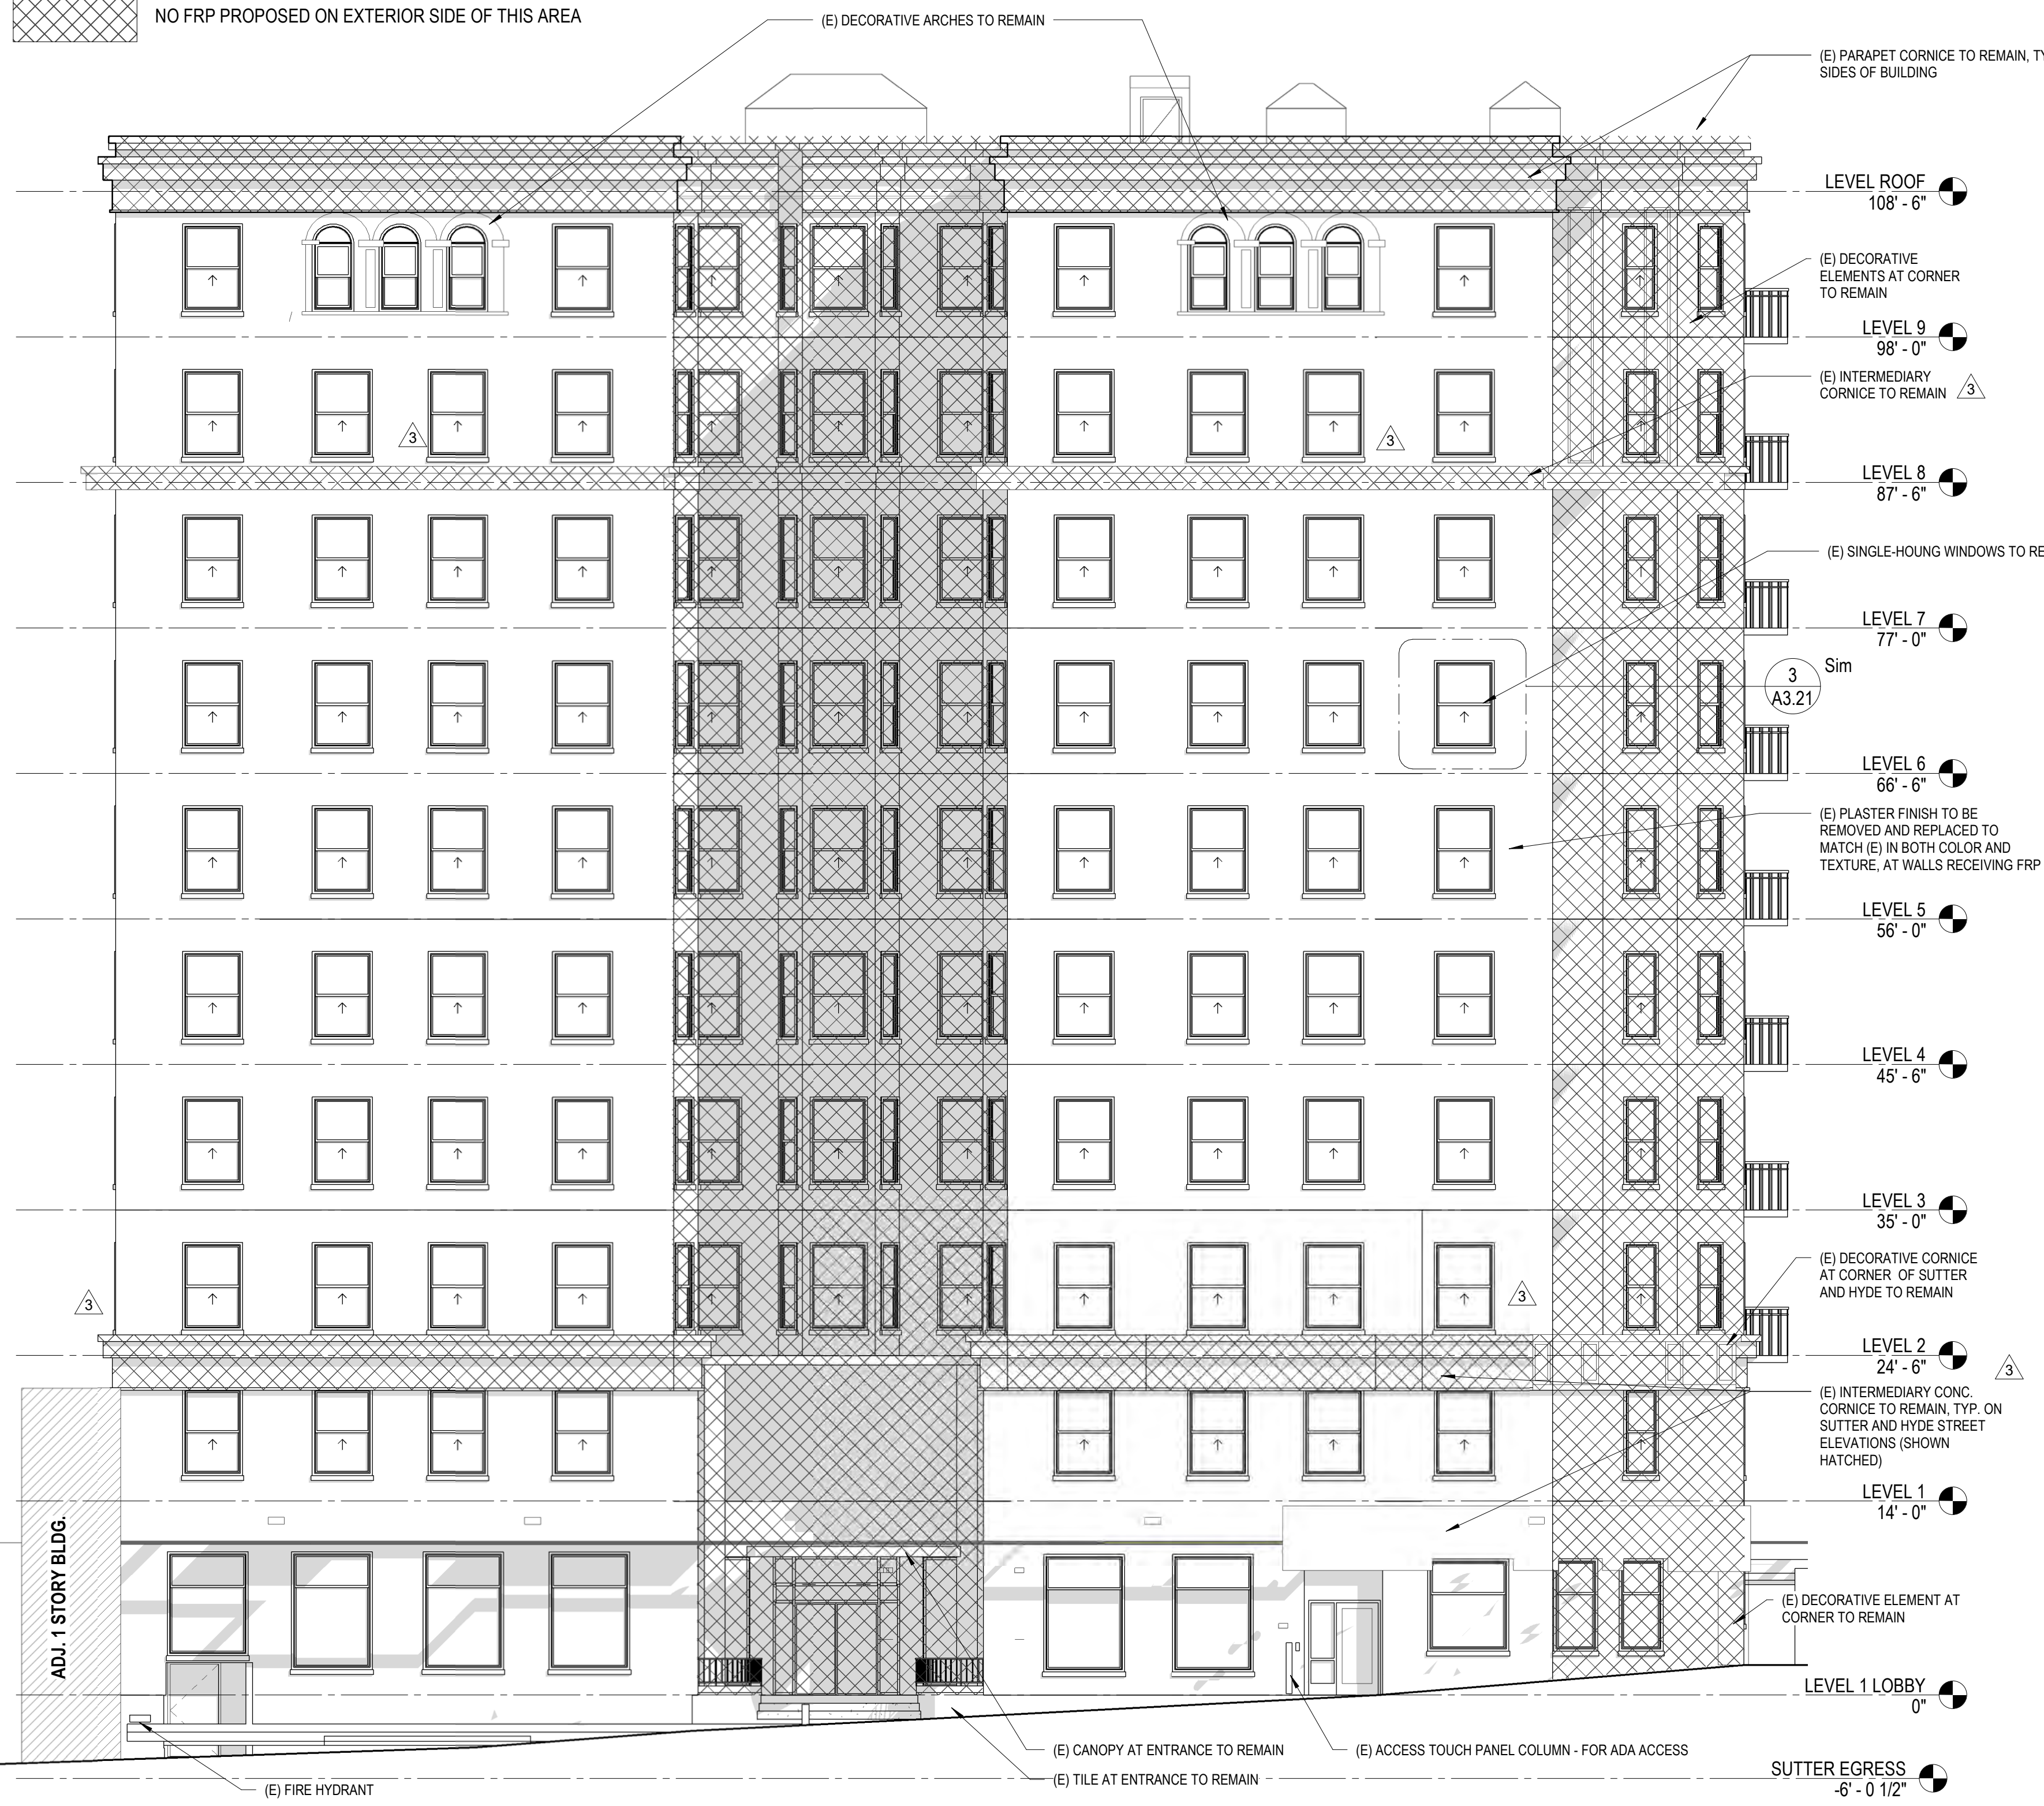 NO FRP PROPOSED ON EXTERIOR SIDE OF THIS AREA
(E) DECORATIVE ARCHES TO REMAIN
(E) PARAPET CORNICE TO REMAIN, TY
SIDES OF BUILDING
LEVEL ROOF
108' - 6"
(E) DECORATIVE
ELEMENTS AT CORNER
TO REMAIN
LEVEL 9
98' - 0"
(E) INTERMEDIARY
CORNICE TO REMAIN
3
3
3
LEVEL 8
87' - 6"
(E) SINGLE-HOUNG WINDOWS TO RE
LEVEL 7
77' - 0"
3
A3.21
Sim
LEVEL 6
66' - 6"
(E) PLASTER FINISH TO BE
REMOVED AND REPLACED TO
MATCH (E) IN BOTH COLOR AND
TEXTURE, AT WALLS RECEIVING FRP
LEVEL 5
56' - 0"
LEVEL 4
45' - 6"
LEVEL 3
35' - 0"
(E) DECORATIVE CORNICE
AT CORNER OF SUTTER
AND HYDE TO REMAIN
3
3
LEVEL 2
24' - 6"
3
(E) INTERMEDIARY CONC.
CORNICE TO REMAIN, TYP. ON
SUTTER AND HYDE STREET
ELEVATIONS (SHOWN
HATCHED)
LEVEL 1
14' - 0"
ADJ. 1 STORY BLDG.
(E) DECORATIVE ELEMENT AT
CORNER TO REMAIN
LEVEL 1 LOBBY
0"
(E) CANOPY AT ENTRANCE TO REMAIN
(E) ACCESS TOUCH PANEL COLUMN - FOR ADA ACCESS
(E) TILE AT ENTRANCE TO REMAIN
SUTTER EGRESS
-6' - 0 1/2"
(E) FIRE HYDRANT